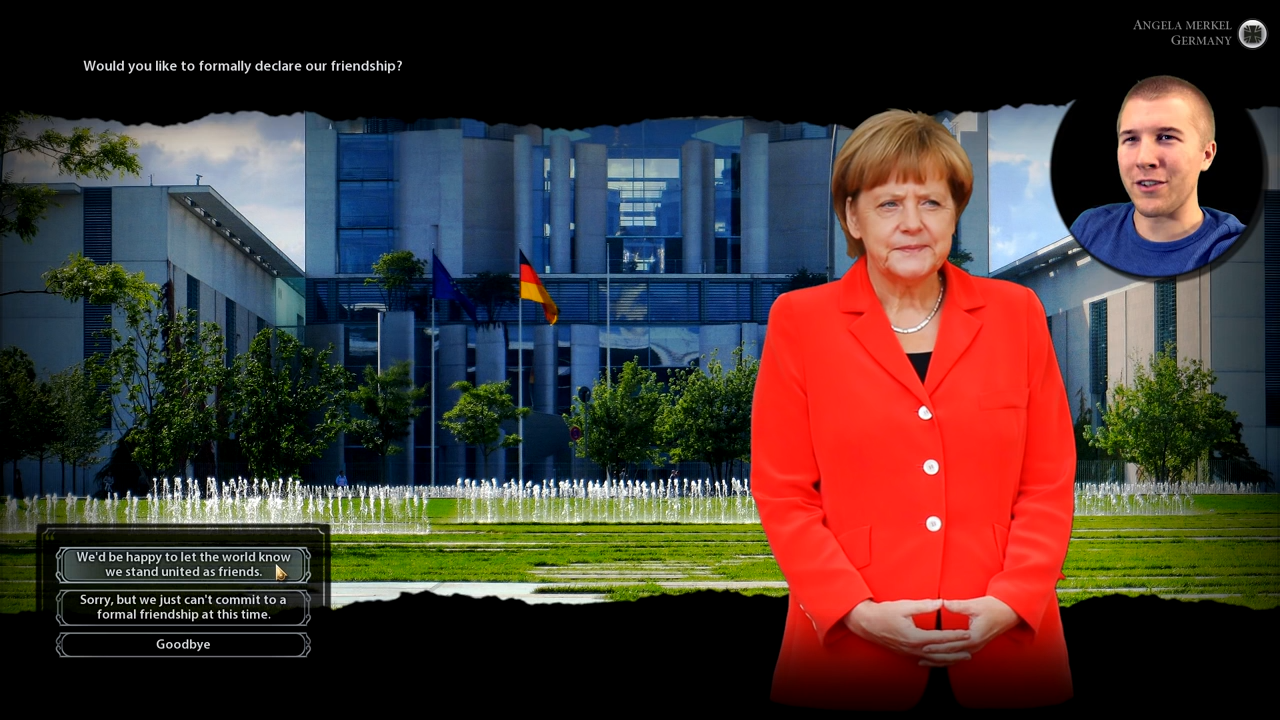 ANGELA MERKEL
GERMANY
Would you like to formally declare our friendship?
We'd be happy to let the world know
we stand united as friends.
Sorry, but we just can't commit to a
formal friendship at this time.
Goodbye